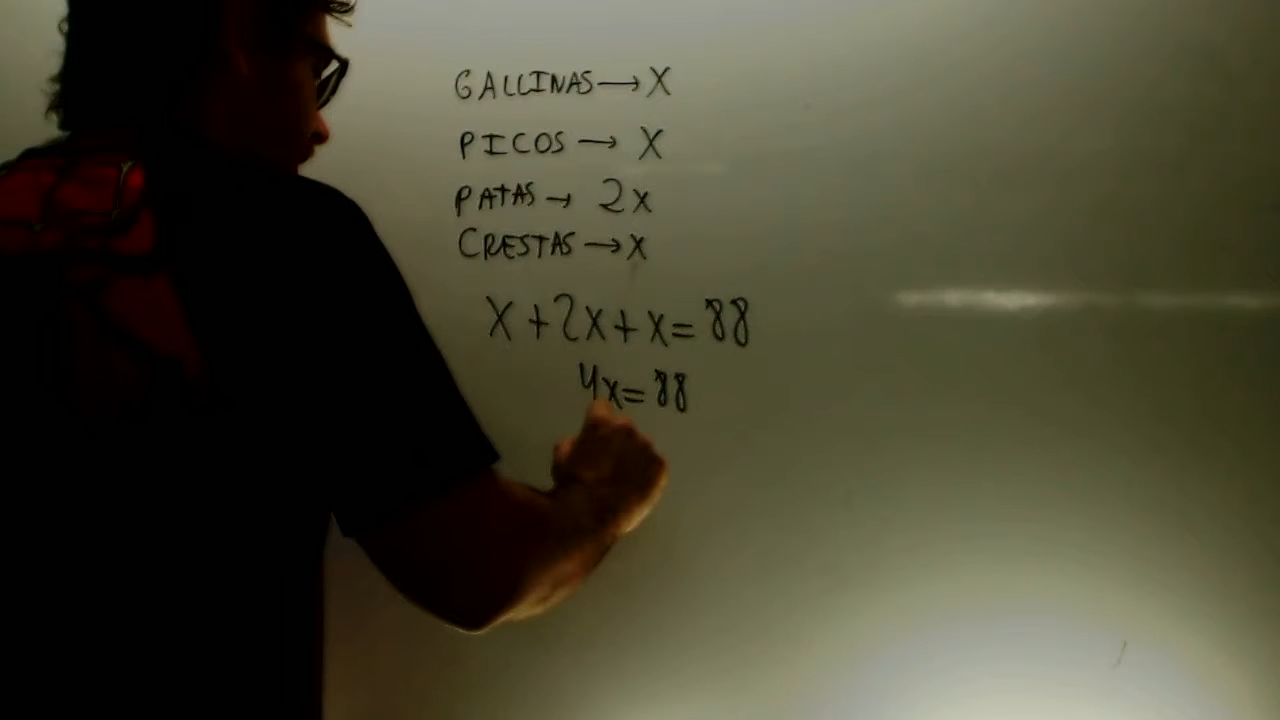 GALLINAS→X
PICOS→X
PATAS→2x
CRESTAS→x
X+2x+x=88
4x=88